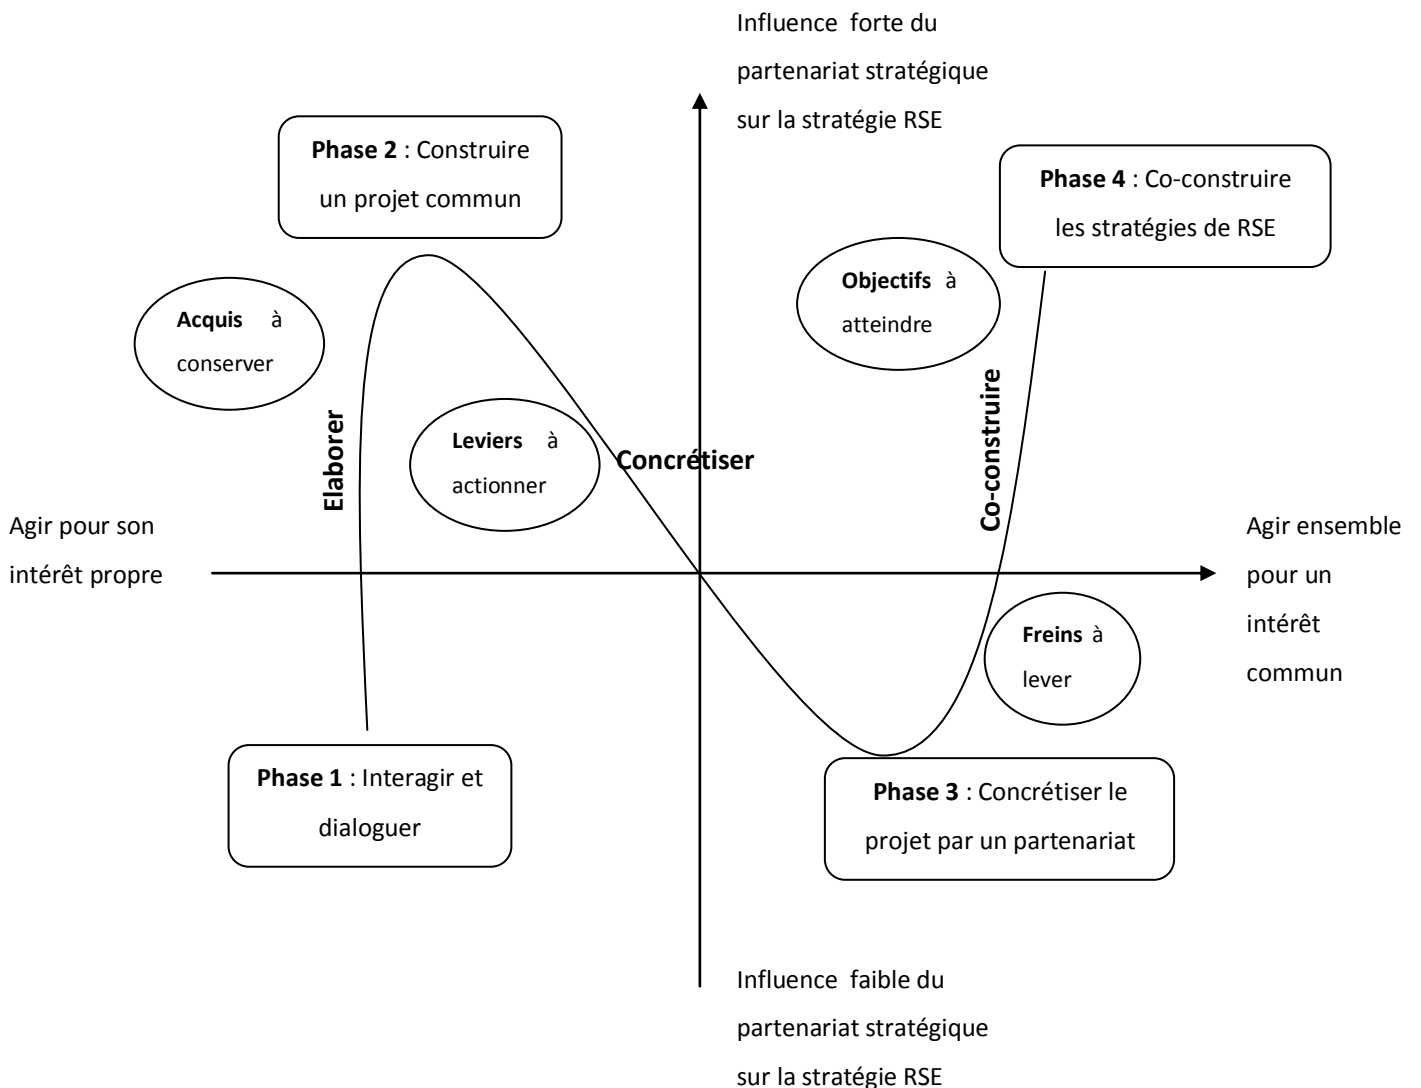 Influence forte du
partenariat stratégique
sur la stratégie RSE
Phase 2 : Construire
un projet commun
Phase 4 : Co-construire
les stratégies de RSE
Acquis à
conserver
Objectifs à
atteindre
Elaborer
Leviers à
actionner
Concrétiser
Co-construire
Agir pour son
intérêt propre
Agir ensemble
pour un
intérêt
commun
Freins à
lever
Phase 1 : Interagir et
dialoguer
Phase 3 : Concrétiser le
projet par un partenariat
Influence faible du
partenariat stratégique
sur la stratégie RSE